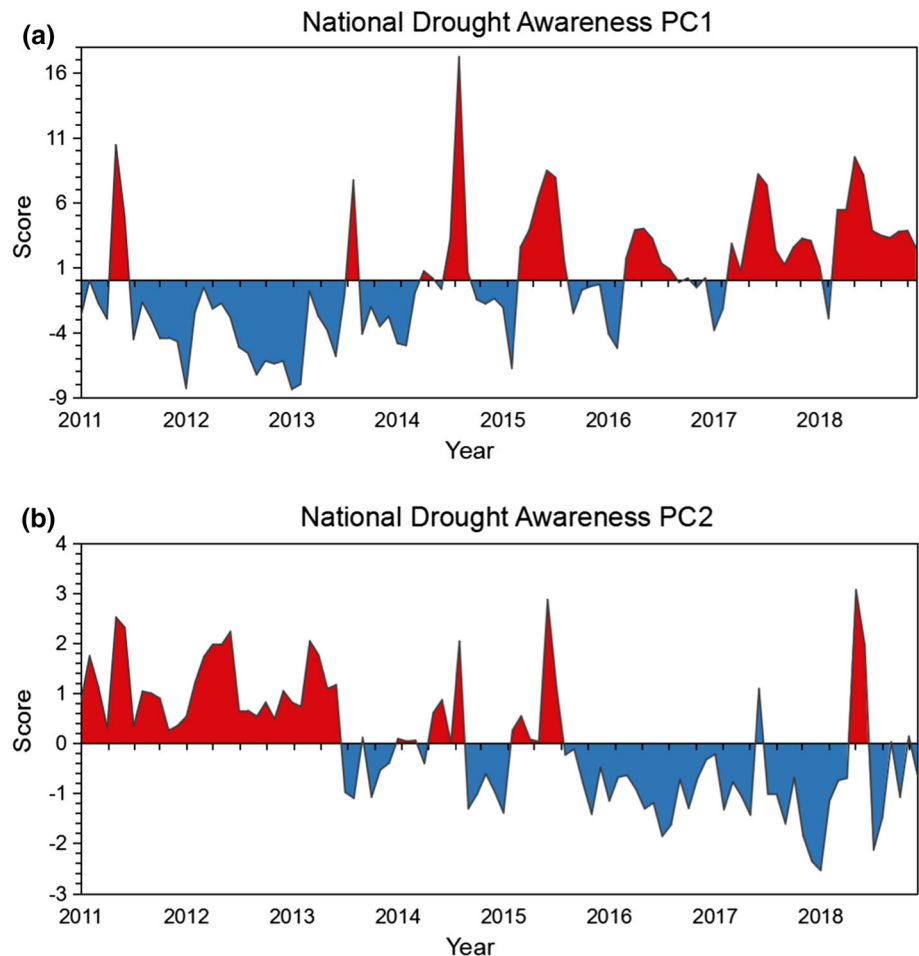 (a)
National Drought Awareness PC1
16
11
6
1
-4
-9
Score
2011 2012 2013 2014 2015 2016 2017 2018
Year
(b)
National Drought Awareness PC2
4
3
2
1
0
-1
-2
-3
Score
2011 2012 2013 2014 2015 2016 2017 2018
Year